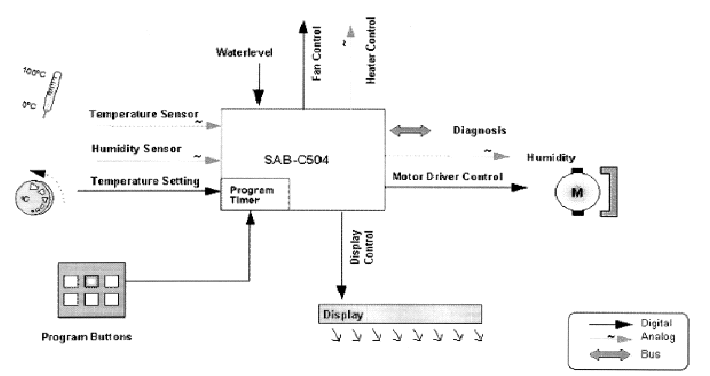 Waterlevel
Fan Control
~
Heater Control
100°C
0°C
Temperature Sensor
~
Humidity Sensor
~
Temperature Setting
°C
SAB-C504
Program
Timer
Diagnosis
~
Humidity
Motor Driver Control
M
Display
Control
Program Buttons
Display
Digital
~
Analog
Bus